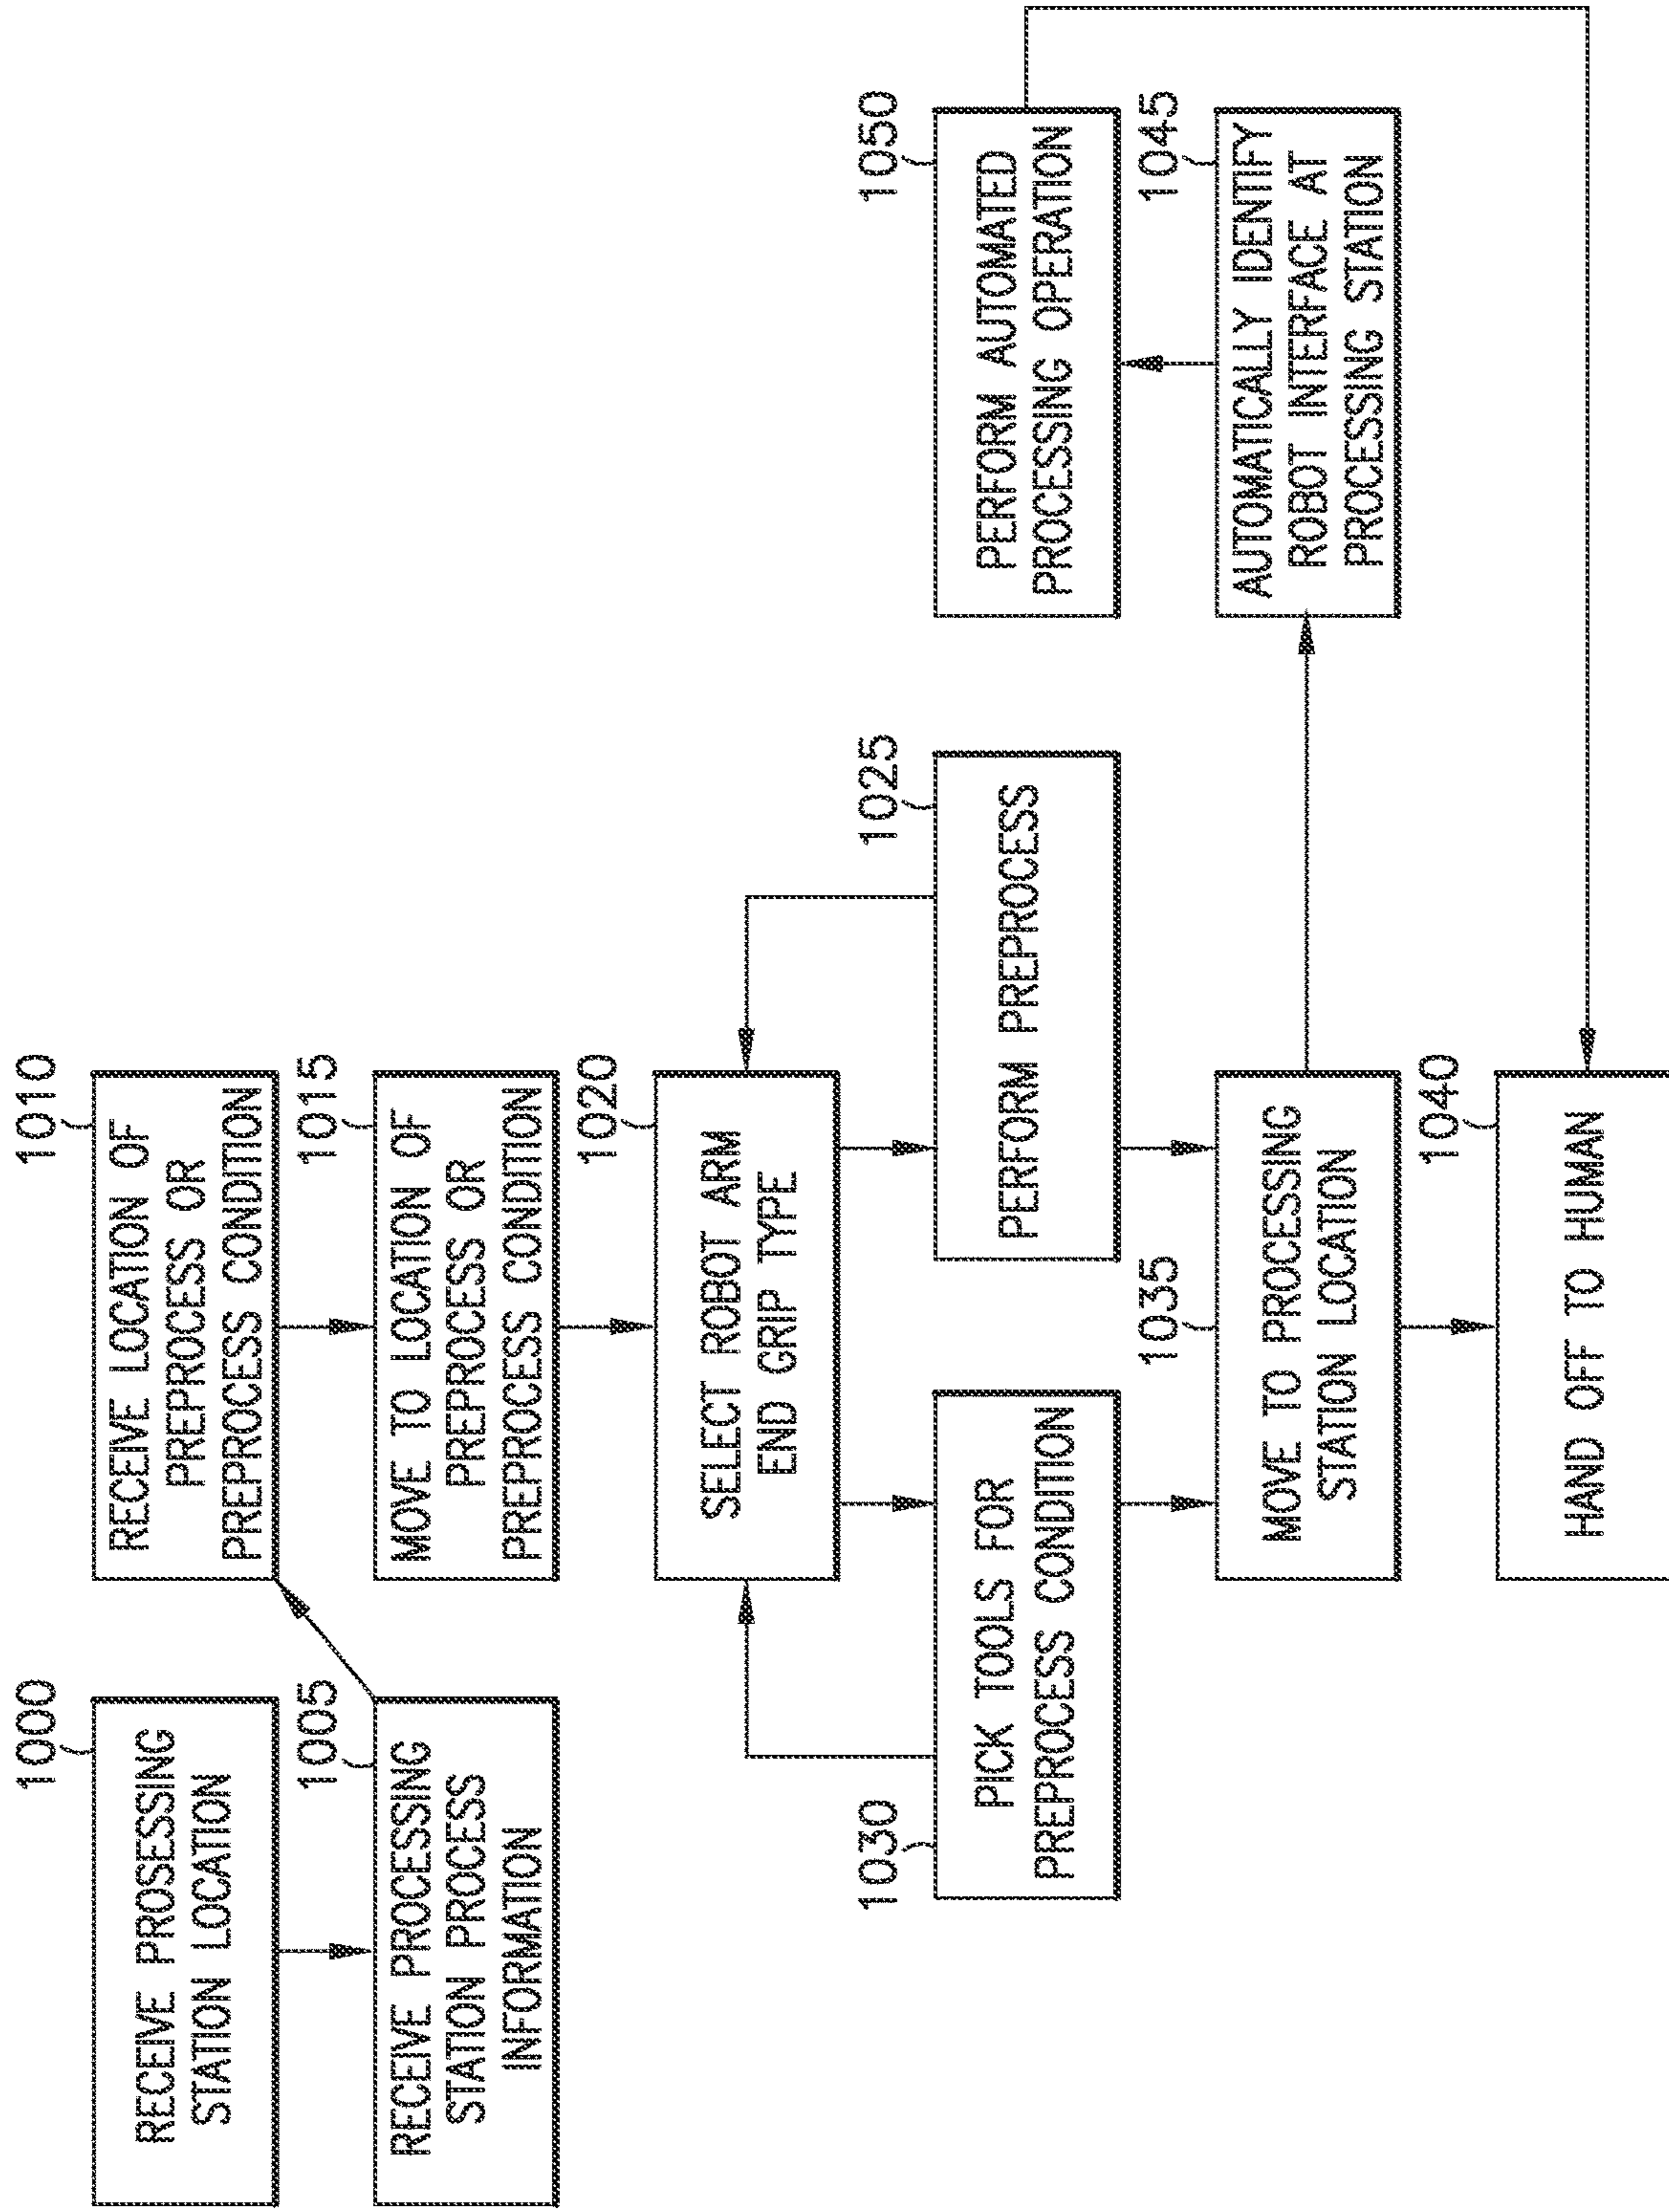 1000
RECEIVE PROSESSING
STATION LOCATION
1005
RECEIVE PROCESSING
STATION PROCESS
INFORMATION
1010
RECEIVE LOCATION OF
PREPROCESS OR
PREPROCESS CONDITION
1015
MOVE TO LOCATION OF
PREPROCESS OR
PREPROCESS CONDITION
1020
SELECT ROBOT ARM
END GRIP TYPE
1030
PICK TOOLS FOR
PREPROCESS CONDITION
1025
PERFORM PREPROCESS
1035
MOVE TO PROCESSING
STATION LOCATION
1040
HAND OFF TO HUMAN
1050
PERFORM AUTOMATED
PROCESSING OPERATION
1045
AUTOMATICALLY IDENTIFY
ROBOT INTERFACE AT
PROCESSING STATION